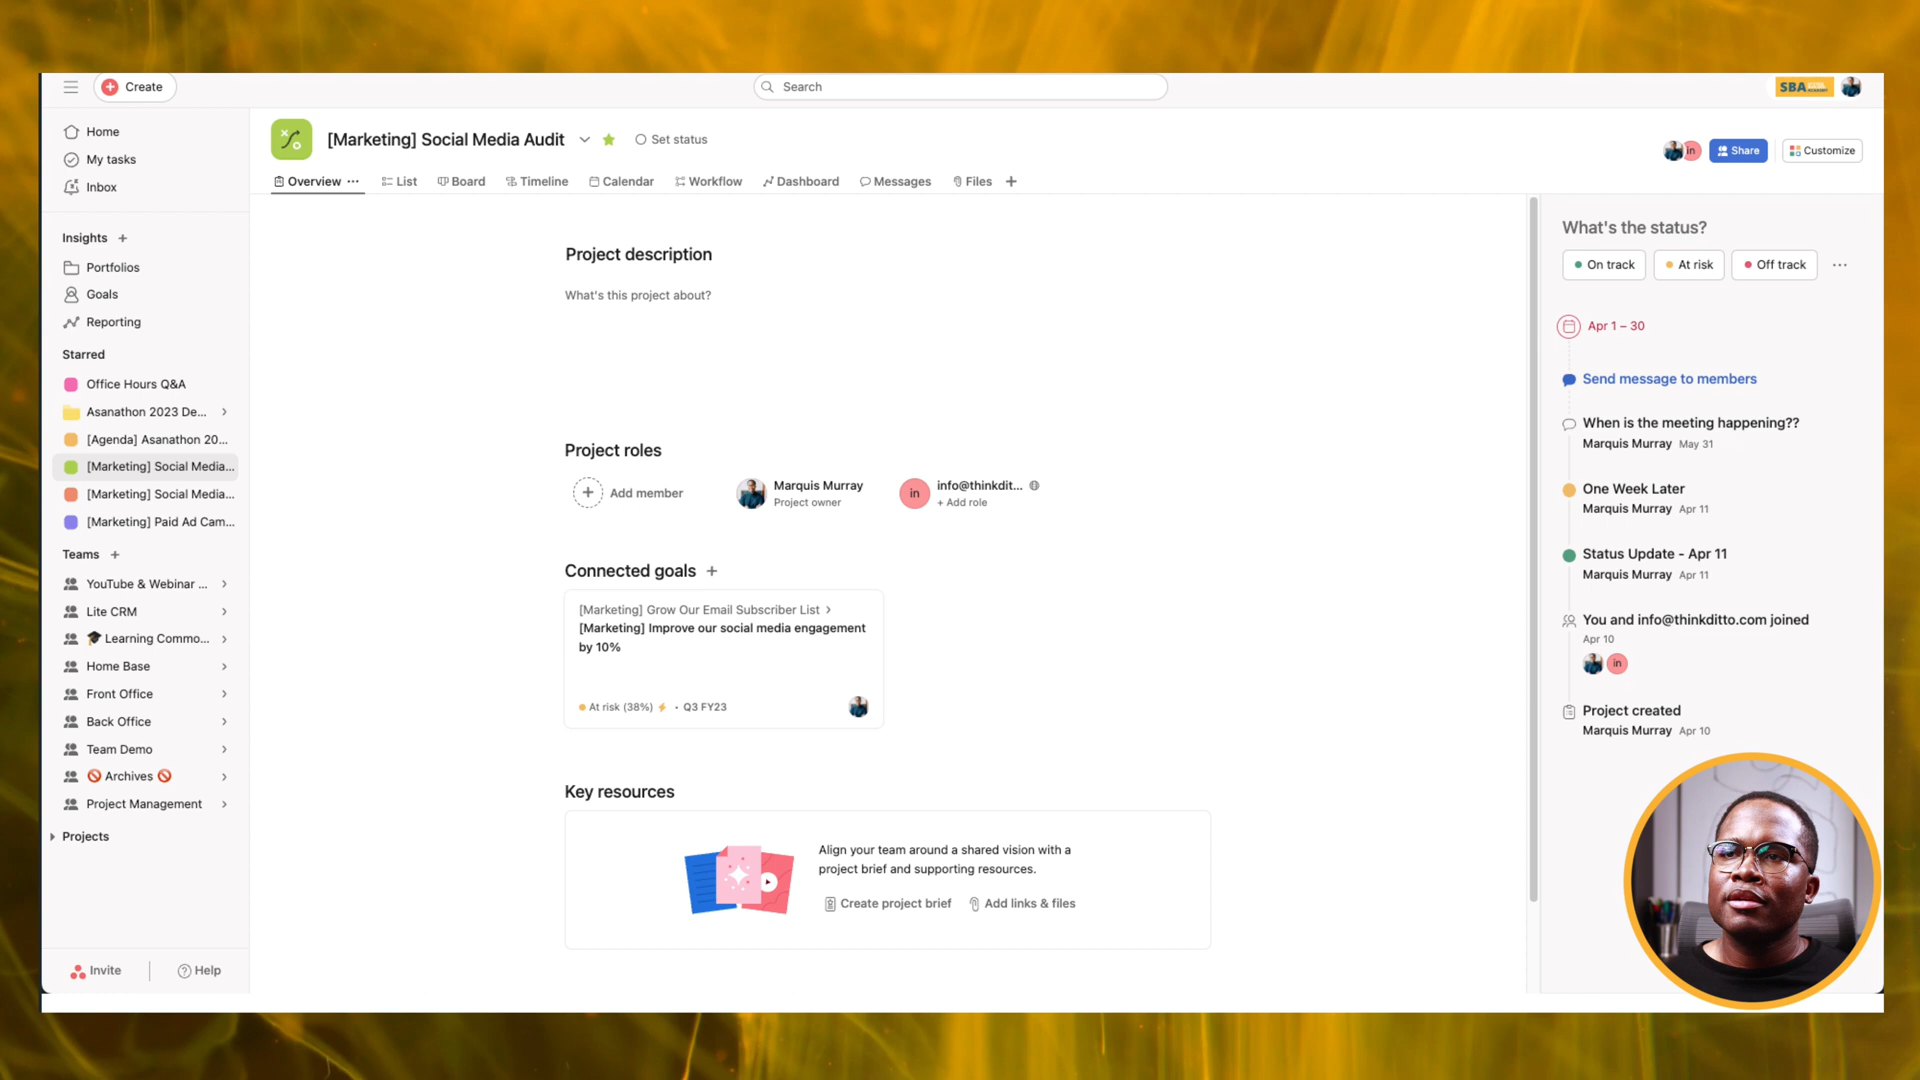 Create
Search
SBA
Home
My tasks
Inbox
Insights
Portfolios
Goals
Reporting
Starred
Office Hours Q&A
Asanathon 2023 De...
[Agenda] Asanathon 20...
[Marketing] Social Media...
[Marketing] Social Media...
[Marketing] Paid Ad Cam...
Teams
YouTube & Webinar ...
Lite CRM
Learning Commo...
Home Base
Front Office
Back Office
Team Demo
Archives
Project Management
Projects
Invite
Help
[Marketing] Social Media Audit
Set status
in
Share
Customize
Overview
List
Board
Timeline
Calendar
Workflow
Dashboard
Messages
Files
Project description
What's this project about?
Project roles
Add member
Marquis Murray
Project owner
in
info@thinkdit...
+ Add role
Connected goals
[Marketing] Grow Our Email Subscriber List
[Marketing] Improve our social media engagement
by 10%
At risk (38%)
Q3 FY23
Key resources
Align your team around a shared vision with a
project brief and supporting resources.
Create project brief
Add links & files
What's the status?
On track
At risk
Off track
Apr 1 – 30
Send message to members
When is the meeting happening??
Marquis Murray May 31
One Week Later
Marquis Murray Apr 11
Status Update - Apr 11
Marquis Murray Apr 11
You and info@thinkditto.com joined
Apr 10
in
Project created
Marquis Murray Apr 10